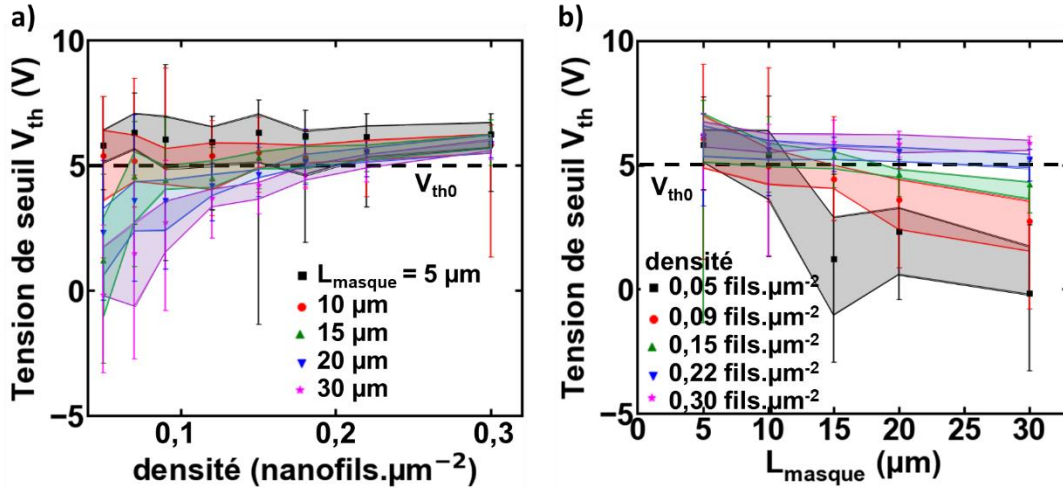 a)
Tension de seuil V_th (V)
10
5
0
−5
V_th0
L_masque = 5 µm
10 µm
15 µm
20 µm
30 µm
0,1
0,2
0,3
densité (nanofils.µm⁻²)
b)
Tension de seuil V_th (V)
10
5
0
−5
V_th0
densité
0,05 fils.µm⁻²
0,09 fils.µm⁻²
0,15 fils.µm⁻²
0,22 fils.µm⁻²
0,30 fils.µm⁻²
0
5
10
15
20
25
30
L_masque (µm)